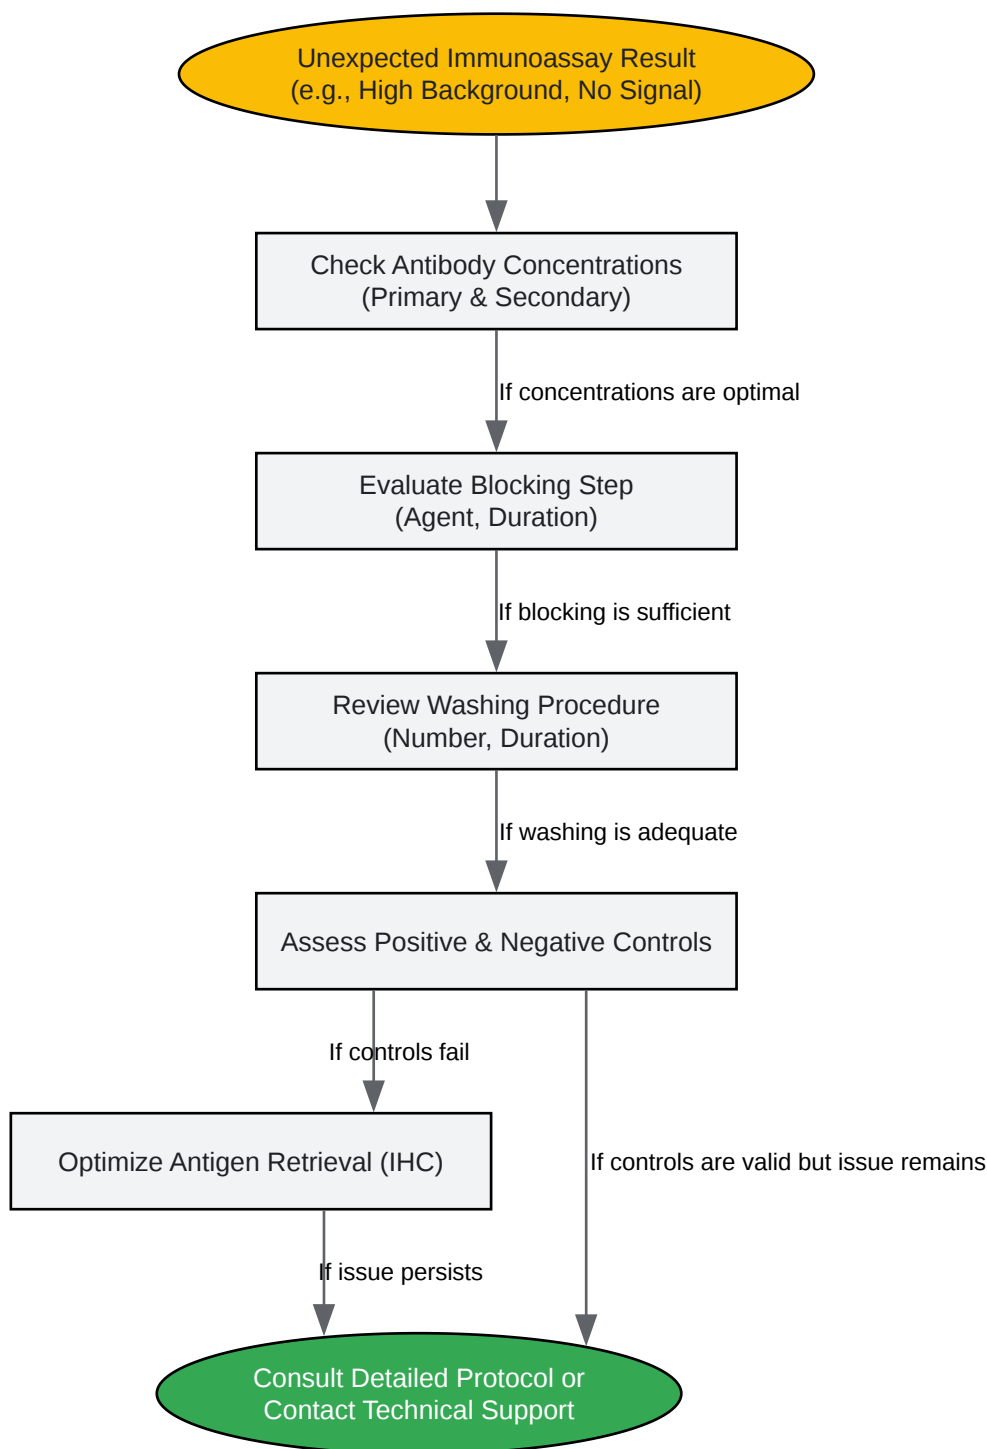 Unexpected Immunoassay Result
(e.g., High Background, No Signal)
Check Antibody Concentrations
(Primary & Secondary)
If concentrations are optimal
Evaluate Blocking Step
(Agent, Duration)
If blocking is sufficient
Review Washing Procedure
(Number, Duration)
If washing is adequate
Assess Positive & Negative Controls
If controls fail
Optimize Antigen Retrieval (IHC)
If controls are valid but issue remains
If issue persists
Consult Detailed Protocol or
Contact Technical Support